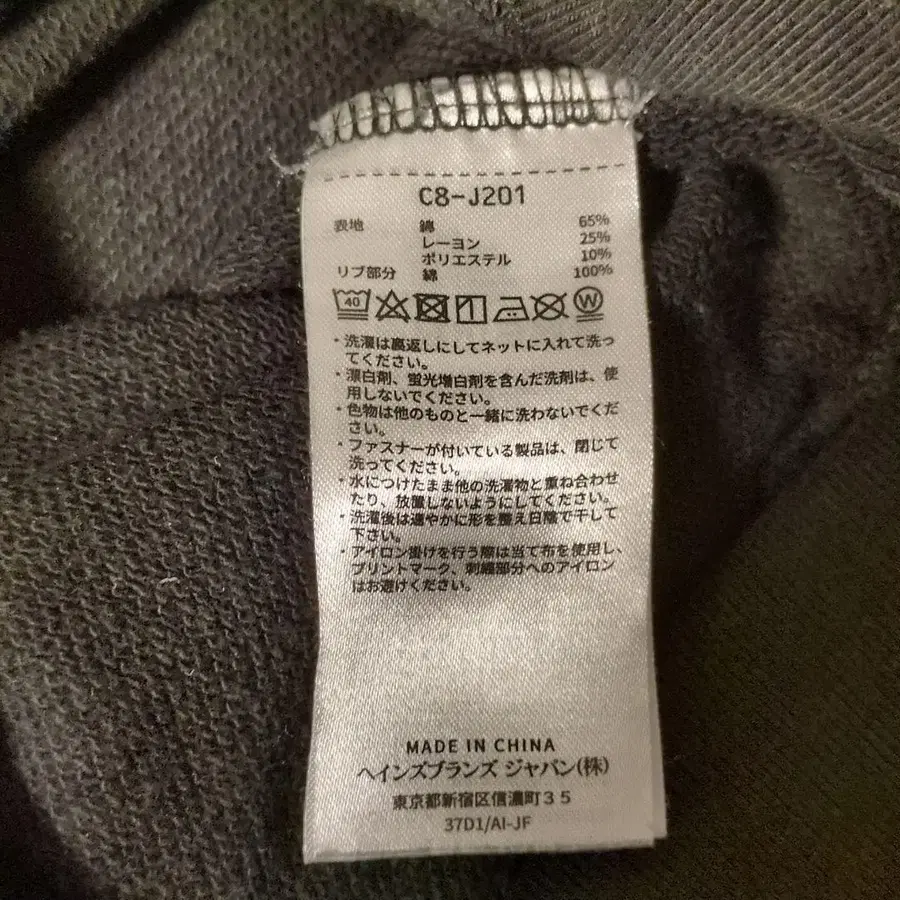 C8-J201
表地 綿 65%
レーヨン 25%
ポリエステル 10%
リブ部分 綿 100%
40 W
・洗濯は裏返しにしてネットに入れて洗っ
てください。
・漂白剤、蛍光増白剤を含んだ洗剤は、使
用しないでください。
・色物は他のものと一緒に洗わないでくだ
さい。
・ファスナーが付いている製品は、閉じて
洗ってください。
・水につけたまま他の洗濯物と重ね合わせ
たり、放置しないようにしてください。
・洗濯後は速やかに形を整え日陰で干して
下さい。
・アイロン掛けを行う際は当て布を使用し、
プリントマーク、刺繍部分へのアイロン
はお避けください。
MADE IN CHINA
ヘインズブランズ ジャパン(株)
東京都新宿区信濃町35
37D1/AI-JF